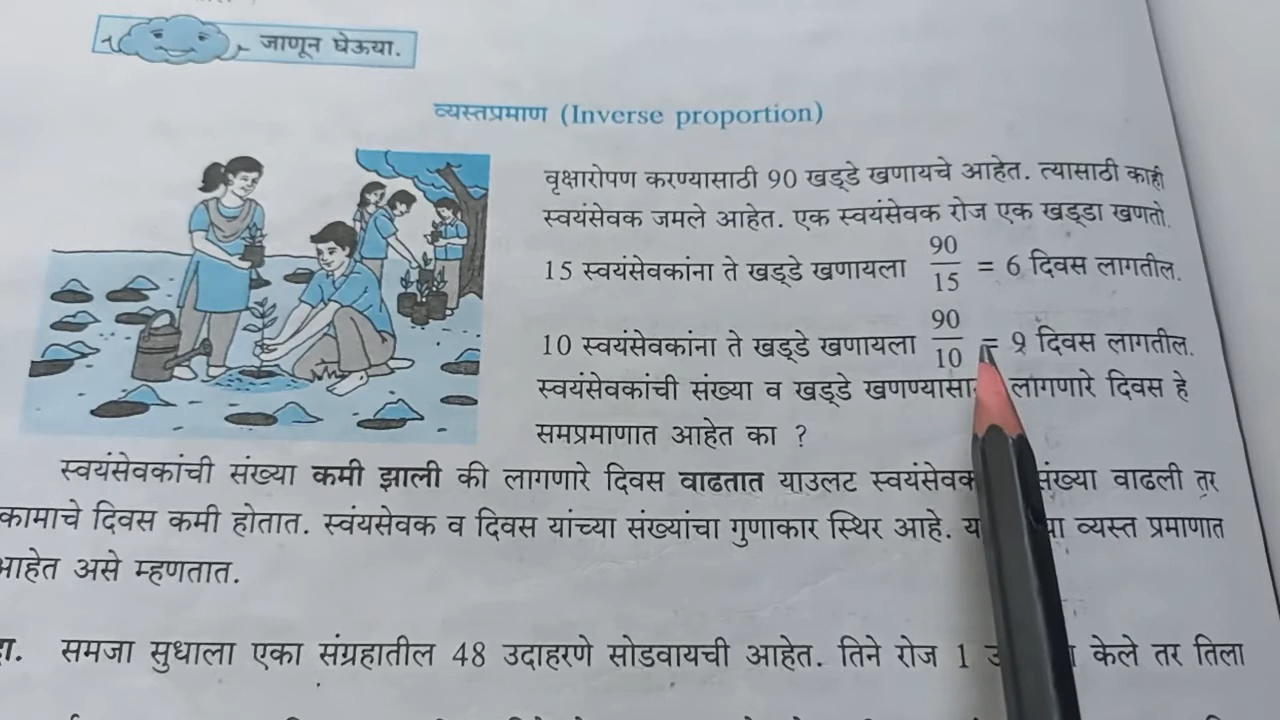 जाणून घेऊया.
व्यस्तप्रमाण (Inverse proportion)
वृक्षारोपण करण्यासाठी 90 खड्डे खणायचे आहेत. त्यासाठी काही
स्वयंसेवक जमले आहेत. एक स्वयंसेवक रोज एक खड्डा खणतो.
15 स्वयंसेवकांना ते खड्डे खणायला 90/15 = 6 दिवस लागतील.
10 स्वयंसेवकांना ते खड्डे खणायला 90/10 = 9 दिवस लागतील.
स्वयंसेवकांची संख्या व खड्डे लागणारे दिवस हे
समप्रमाणात आहेत का ?
स्वयंसेवकांची संख्या कमी झाली की लागणारे दिवस वाढतात याउलट संख्या वाढली तर
कामाचे दिवस कमी होतात. स्वंयसेवक व दिवस यांच्या संख्यांचा गुणाकार स्थिर आहे. व्यस्त प्रमाणात
आहेत असे म्हणतात.
समजा सुधाला एका संग्रहातील 48 उदाहरणे सोडवायची आहेत. तिने रोज 1 केले तर तिला